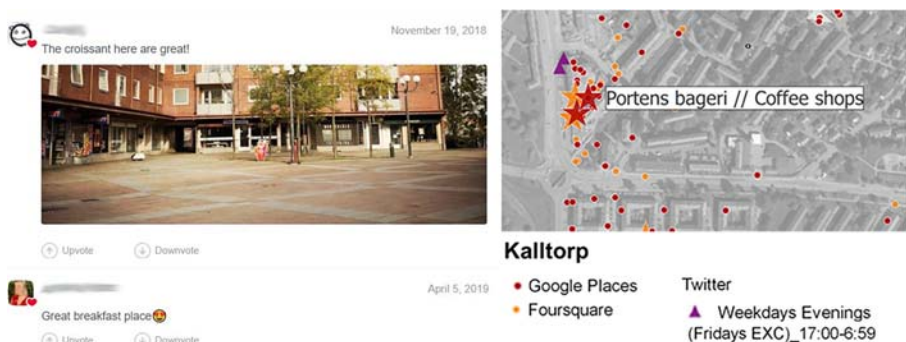 November 19, 2018
The croissant here are great!
Upvote
Downvote
April 5, 2019
Great breakfast place
Upvote
Downvote
Portens bageri // Coffee shops
Kalltorp
Google Places
Foursquare
Twitter
Weekdays Evenings
(Fridays EXC)_17:00-6:59